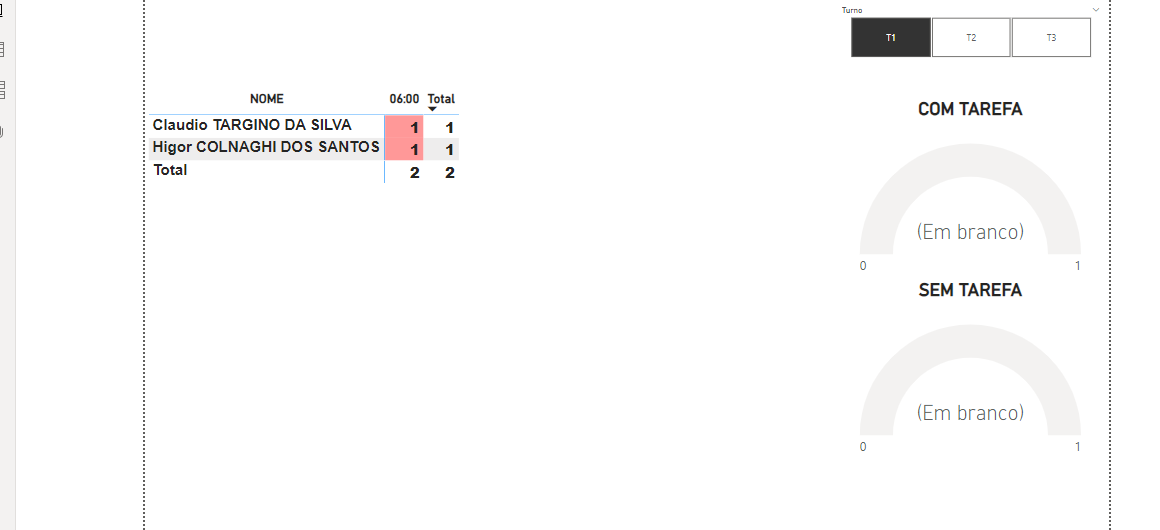 Turno
T1 T2 T3
NOME 06:00 Total
Claudio TARGINO DA SILVA 1 1
Higor COLNAGHI DOS SANTOS 1 1
Total 2 2
COM TAREFA
(Em branco)
0 1
SEM TAREFA
(Em branco)
0 1